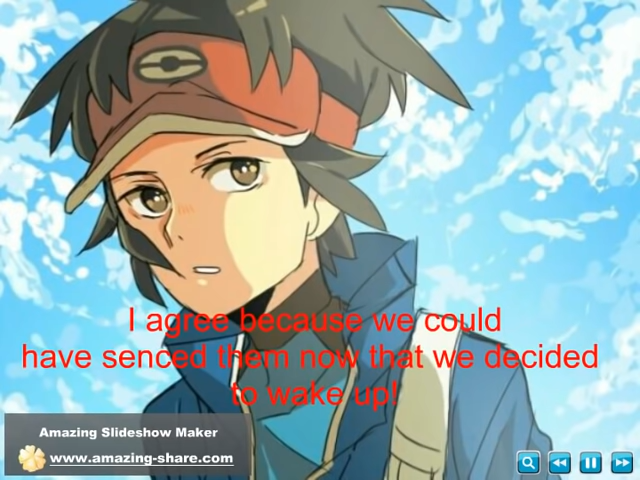 I agree because we could
have senced them now that we decided
to wake up!
Amazing Slideshow Maker
www.amazing-share.com